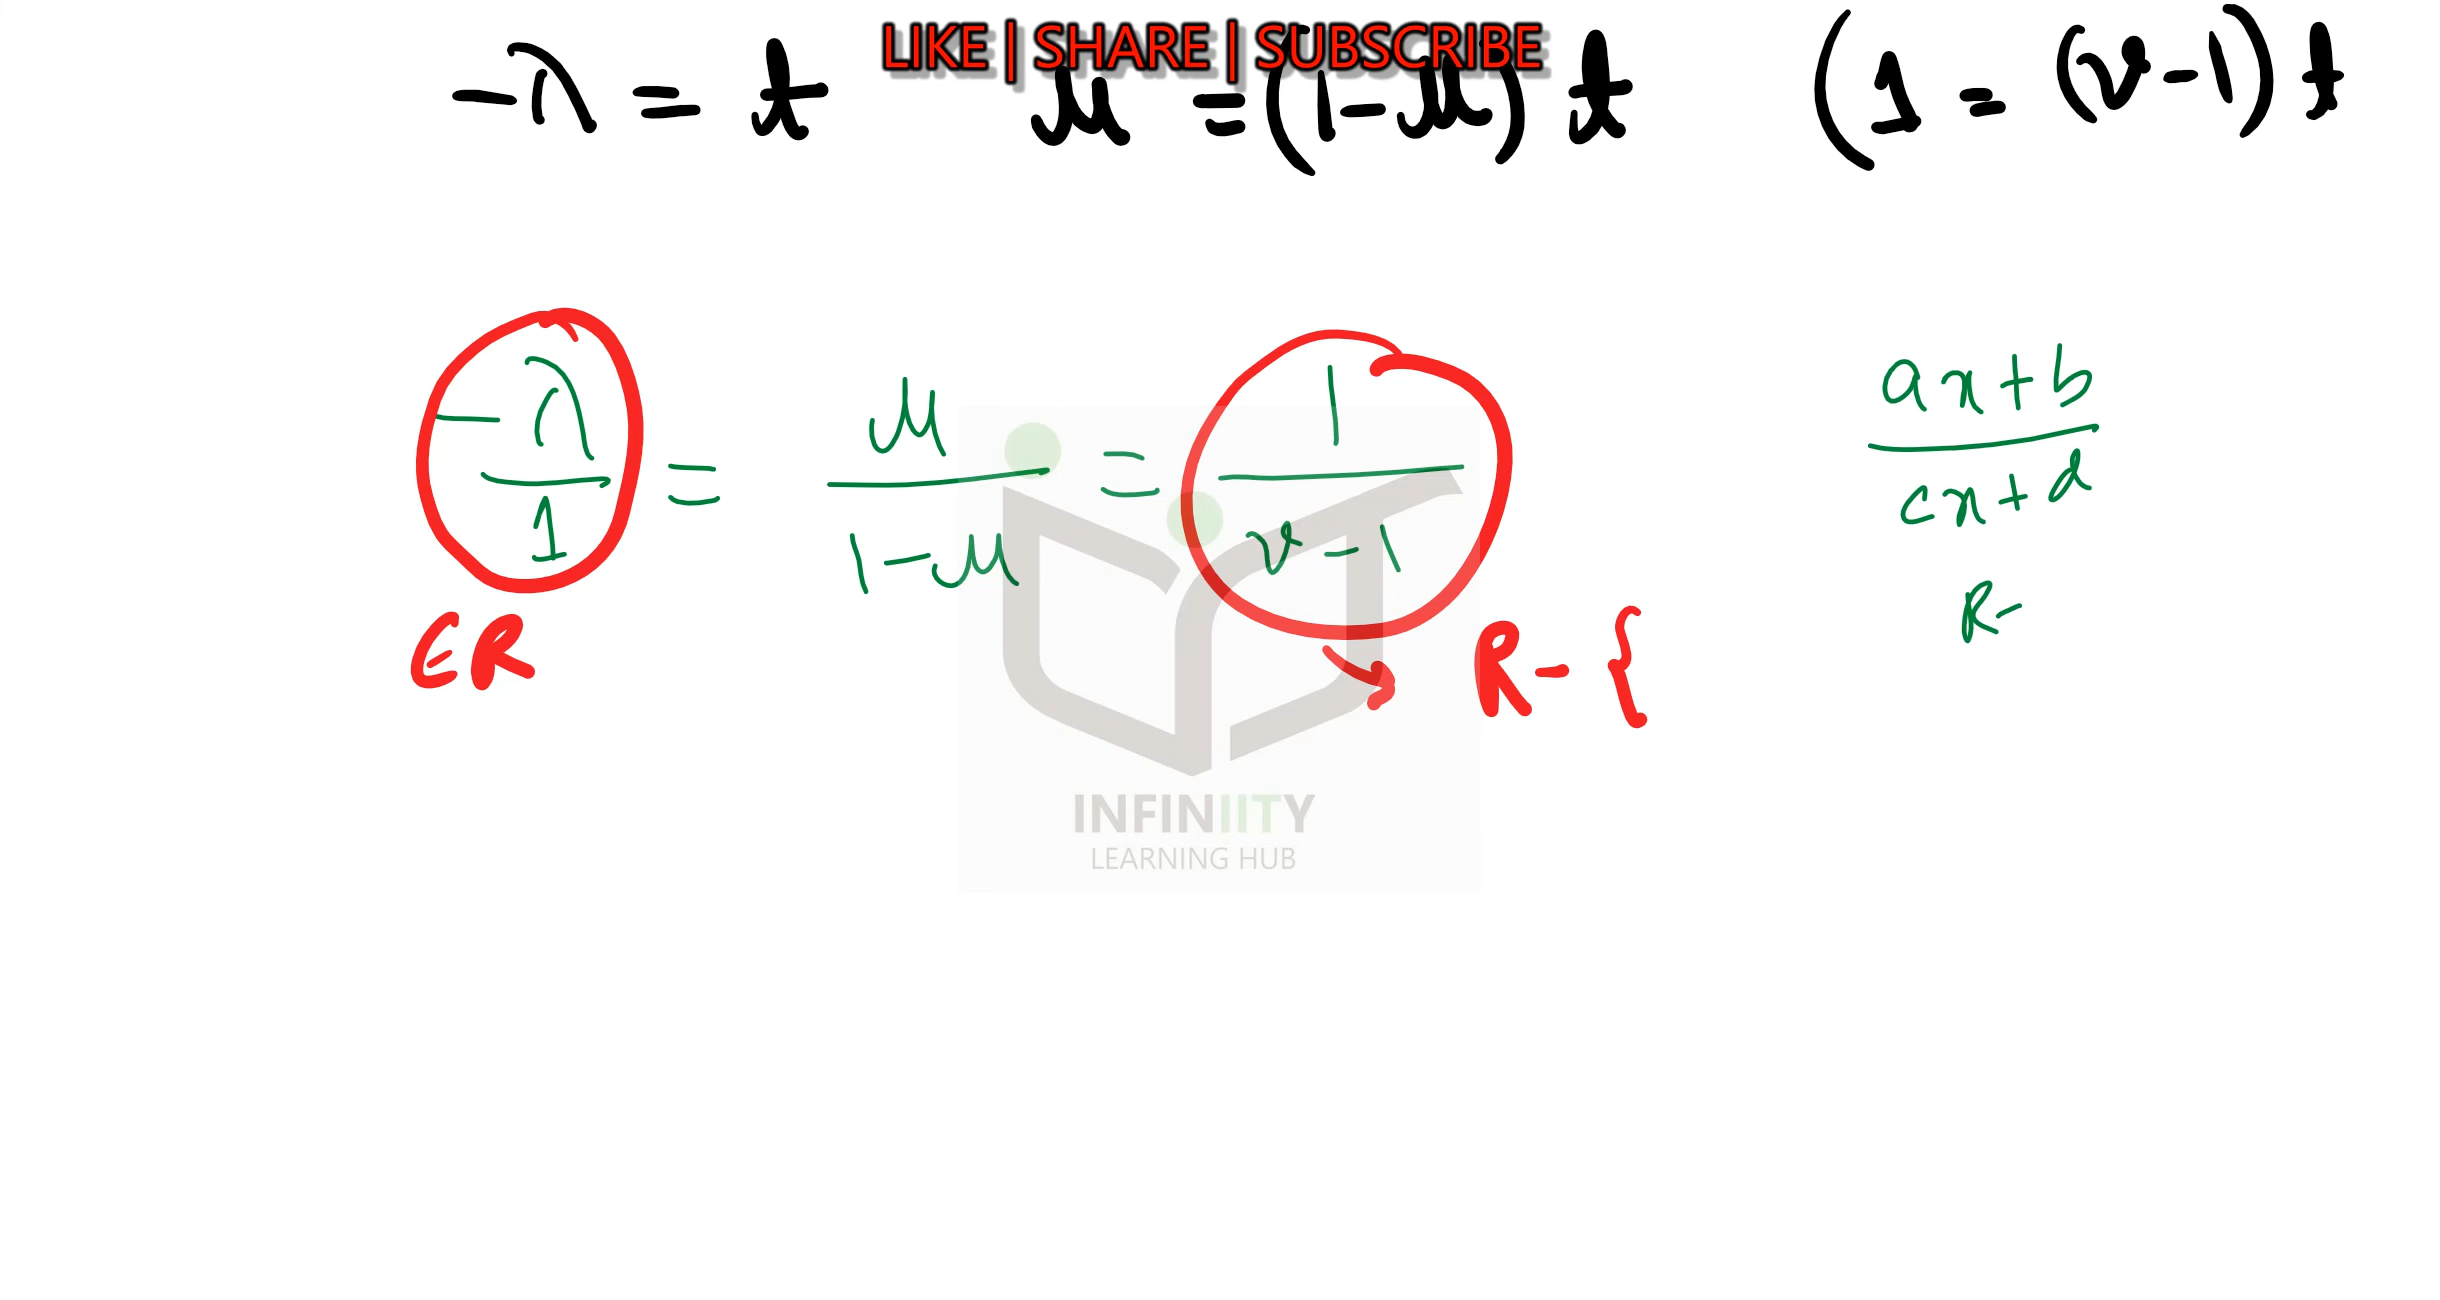 LIKE | SHARE | SUBSCRIBE
-λ = t μ = (1-μ) t (1 = (v-1)) t
-λ/1 = μ/(1-μ) = 1/(v-1)
ax+b/cx+d
R-
∈R
→ R-{
INFINIITY
LEARNING HUB